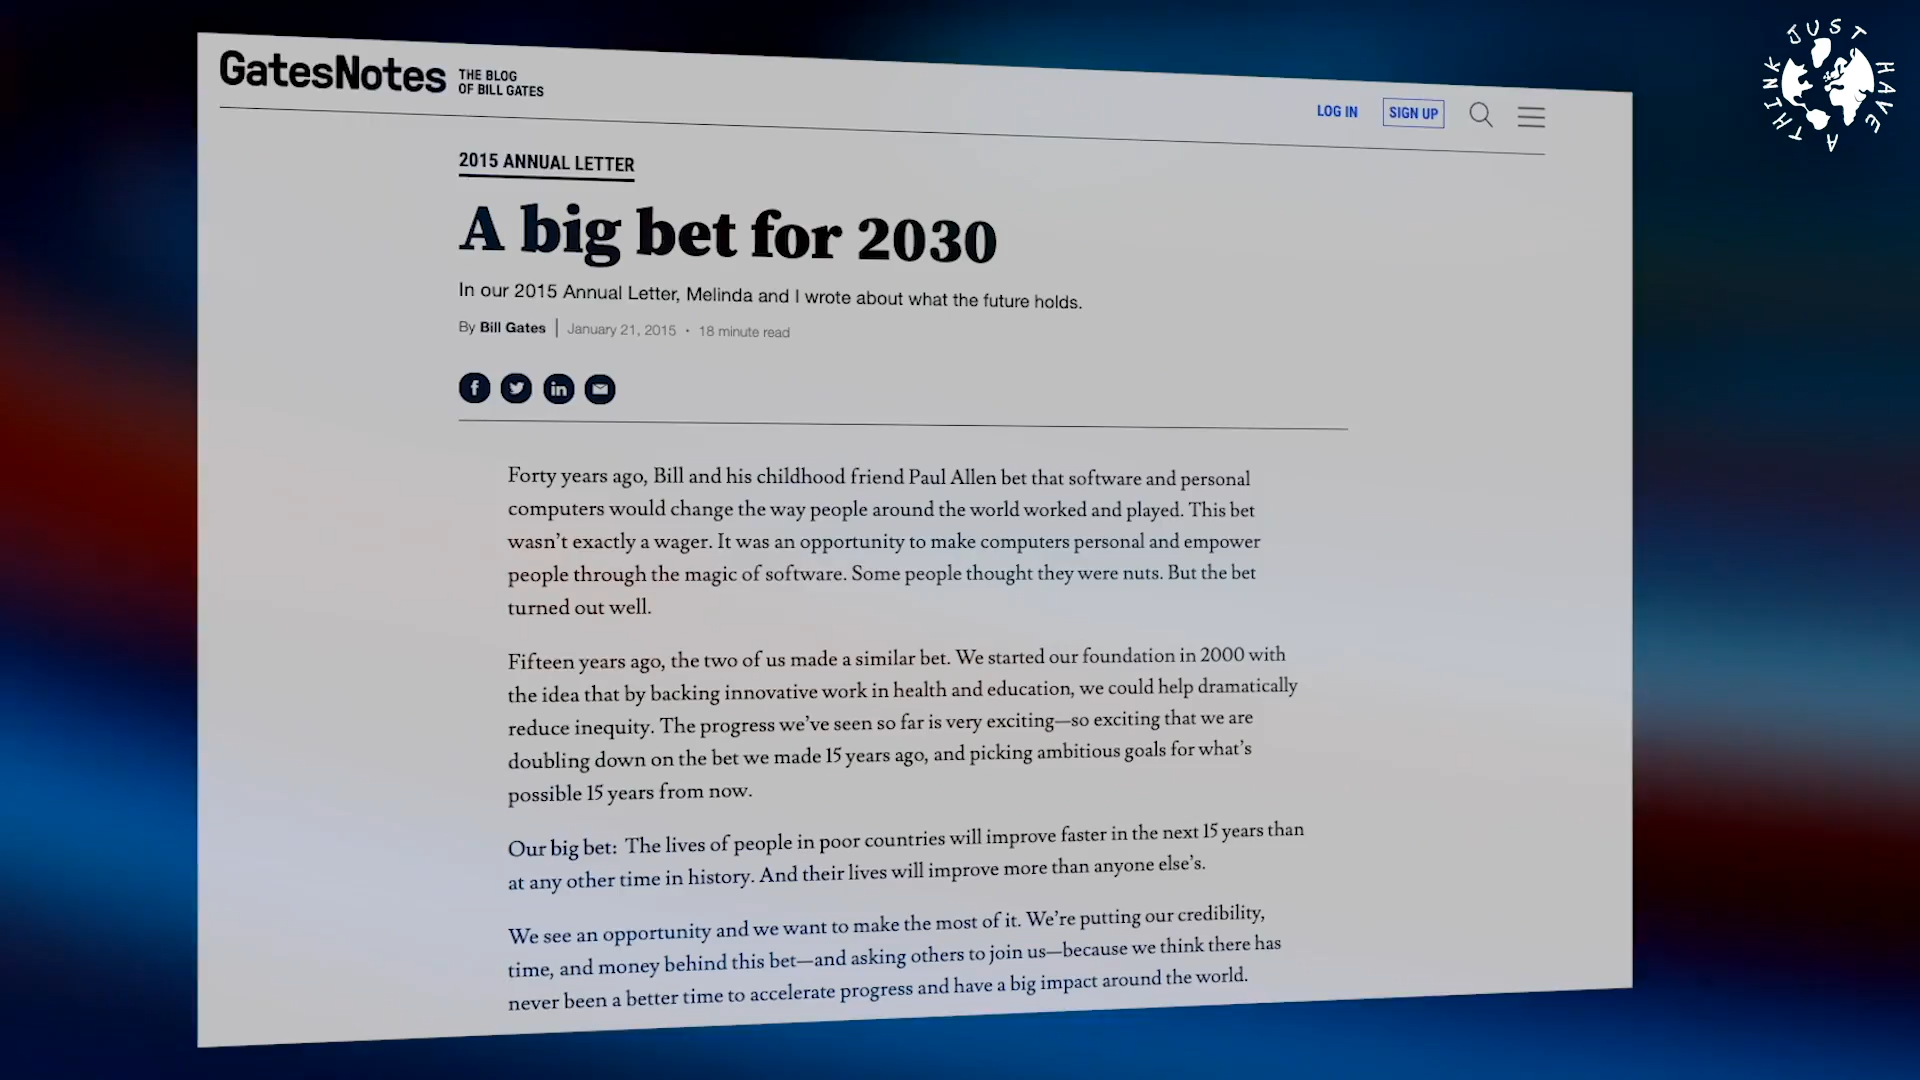 GatesNotes
THE BLOG
OF BILL GATES
LOG IN
SIGN UP
JUST HAVE A THINK
2015 ANNUAL LETTER
A big bet for 2030
In our 2015 Annual Letter, Melinda and I wrote about what the future holds.
By Bill Gates | January 21, 2015 • 18 minute read
Forty years ago, Bill and his childhood friend Paul Allen bet that software and personal
computers would change the way people around the world worked and played. This bet
wasn’t exactly a wager. It was an opportunity to make computers personal and empower
people through the magic of software. Some people thought they were nuts. But the bet
turned out well.
Fifteen years ago, the two of us made a similar bet. We started our foundation in 2000 with
the idea that by backing innovative work in health and education, we could help dramatically
reduce inequity. The progress we’ve seen so far is very exciting—so exciting that we are
doubling down on the bet we made 15 years ago, and picking ambitious goals for what’s
possible 15 years from now.
Our big bet: The lives of people in poor countries will improve faster in the next 15 years than
at any other time in history. And their lives will improve more than anyone else’s.
We see an opportunity and we want to make the most of it. We’re putting our credibility,
time, and money behind this bet—and asking others to join us—because we think there has
never been a better time to accelerate progress and have a big impact around the world.